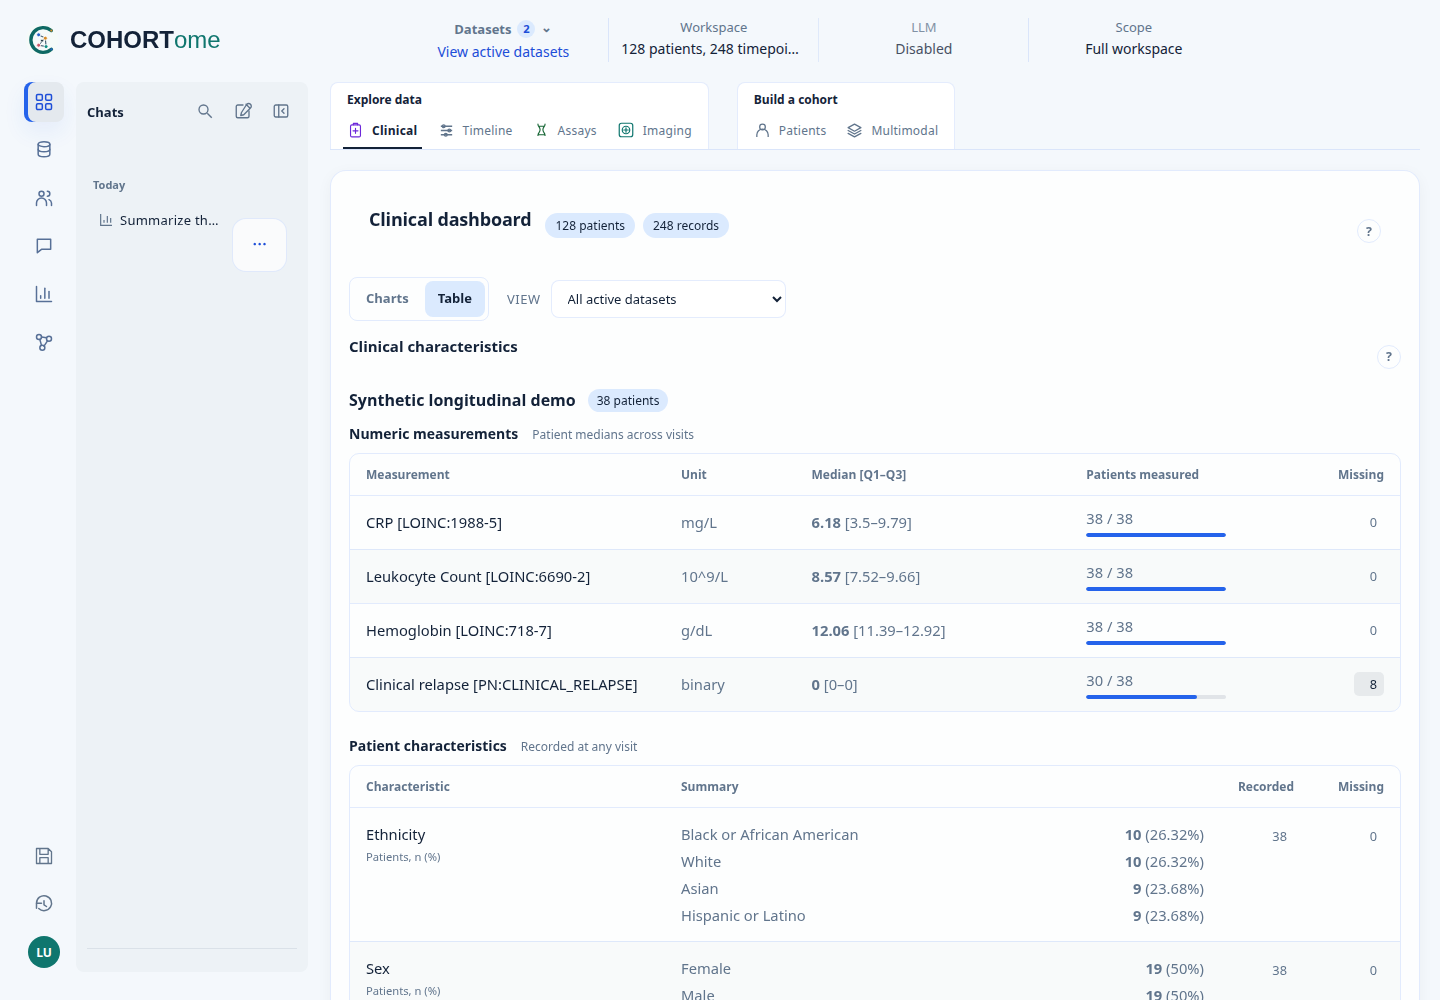 COHORTome
Datasets 2
View active datasets
Workspace
128 patients, 248 timepoi...
LLM
Disabled
Scope
Full workspace
Chats
Today
Summarize th...
...
LU
Explore data
Clinical Timeline Assays Imaging
Build a cohort
Patients Multimodal
Clinical dashboard 128 patients 248 records ?
Charts Table VIEW All active datasets
Clinical characteristics ?
Synthetic longitudinal demo 38 patients
Numeric measurements Patient medians across visits
Measurement Unit Median [Q1–Q3] Patients measured Missing
CRP [LOINC:1988-5] mg/L 6.18 [3.5–9.79] 38 / 38 0
Leukocyte Count [LOINC:6690-2] 10^9/L 8.57 [7.52–9.66] 38 / 38 0
Hemoglobin [LOINC:718-7] g/dL 12.06 [11.39–12.92] 38 / 38 0
Clinical relapse [PN:CLINICAL_RELAPSE] binary 0 [0–0] 30 / 38 8
Patient characteristics Recorded at any visit
Characteristic Summary Recorded Missing
Ethnicity Black or African American 10 (26.32%) 38 0
Patients, n (%)
White 10 (26.32%)
Asian 9 (23.68%)
Hispanic or Latino 9 (23.68%)
Sex Female 19 (50%) 38 0
Patients, n (%)
Male 19 (50%)